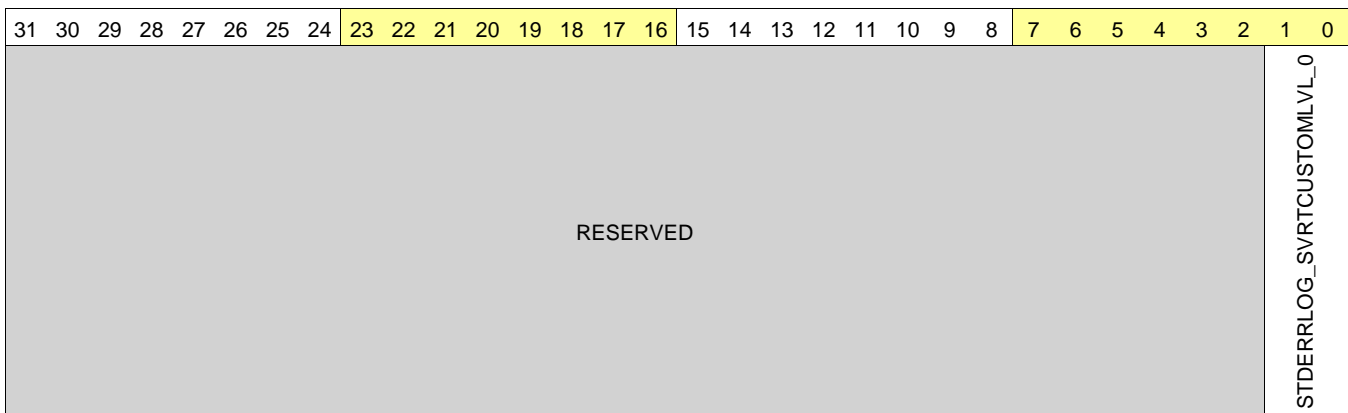 31 30 29 28 27 26 25 24 23 22 21 20 19 18 17 16 15 14 13 12 11 10 9 8 7 6 5 4 3 2 1 0
RESERVED
STDERRLOG_SVRTCUSTOMLVL_0